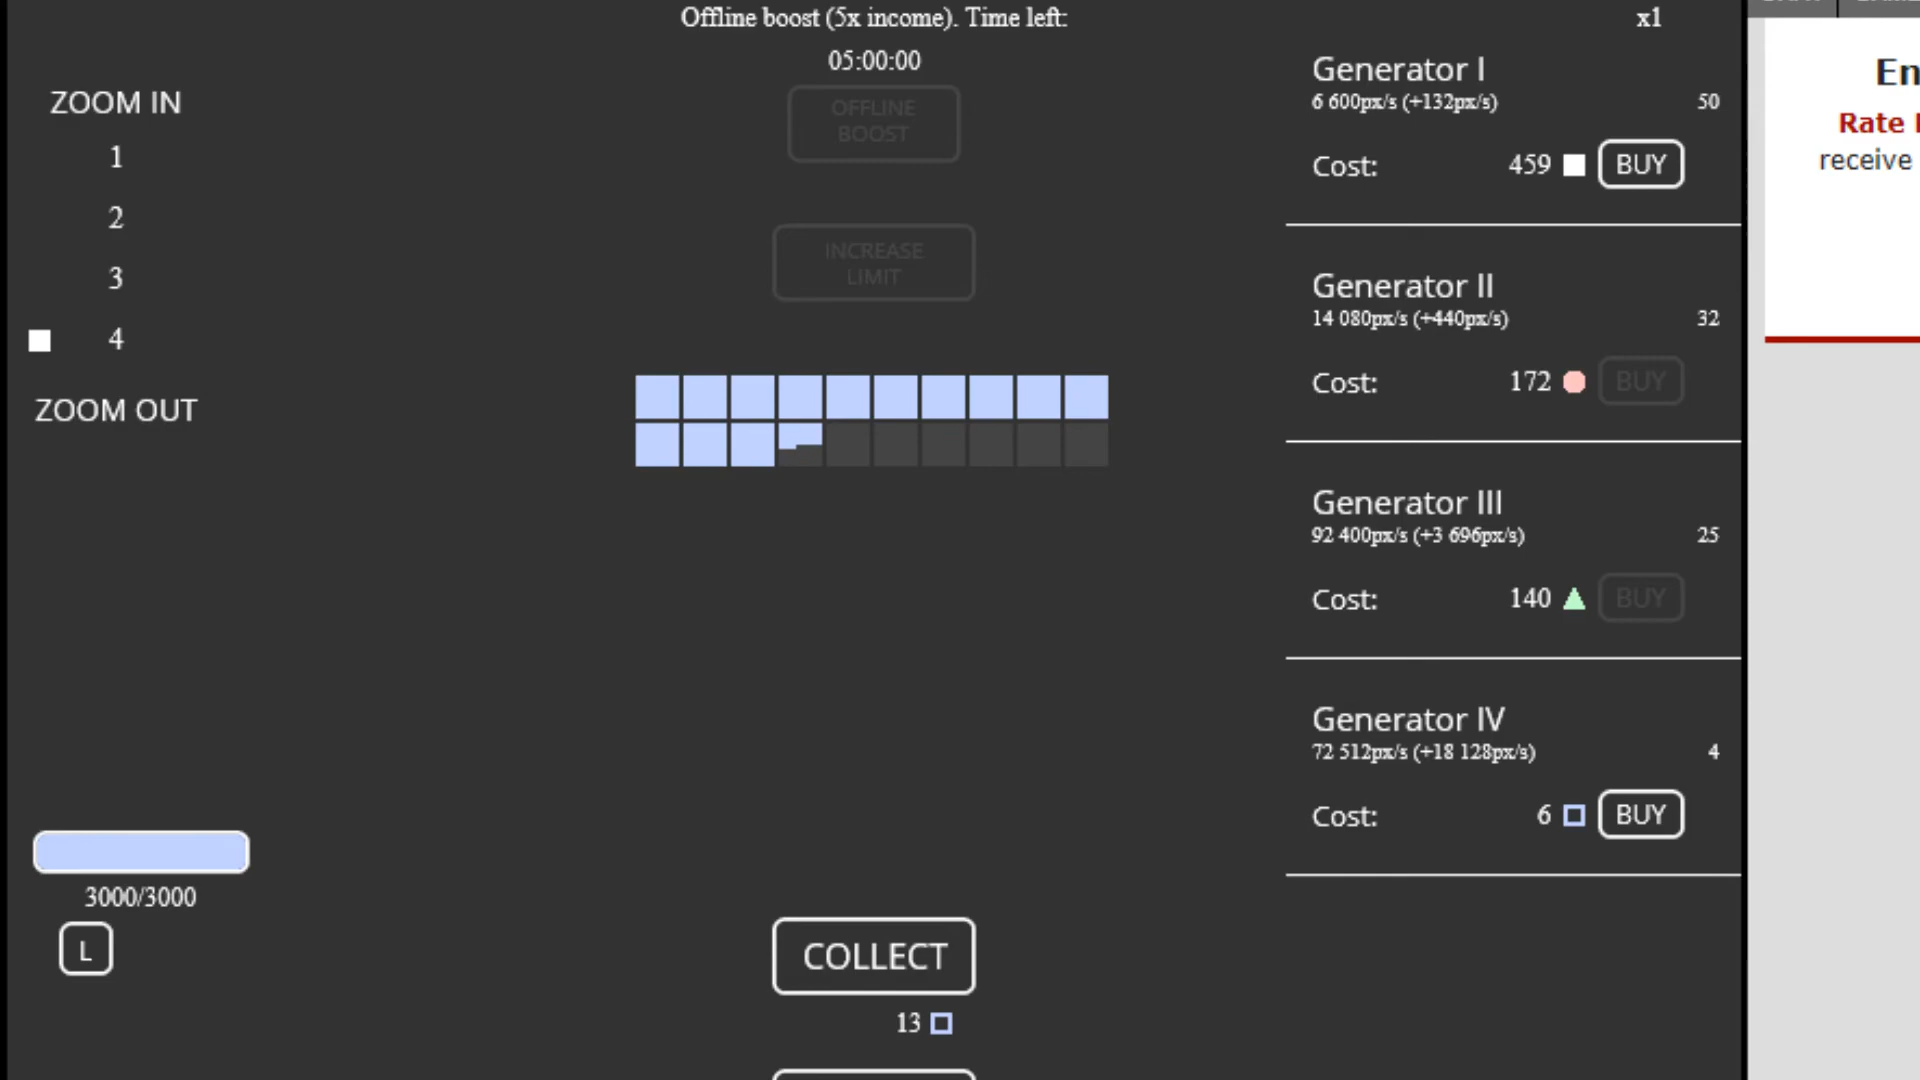 Offline boost (5x income). Time left:
05:00:00
OFFLINE
BOOST
INCREASE
LIMIT
ZOOM IN
1
2
3
4
ZOOM OUT
3000/3000
L
COLLECT
13
x1
Generator I
6 600px/s (+132px/s)
50
Cost: 459 BUY
Generator II
14 080px/s (+440px/s)
32
Cost: 172 BUY
Generator III
92 400px/s (+3 696px/s)
25
Cost: 140 BUY
Generator IV
72 512px/s (+18 128px/s)
4
Cost: 6 BUY
En
Rate
receive